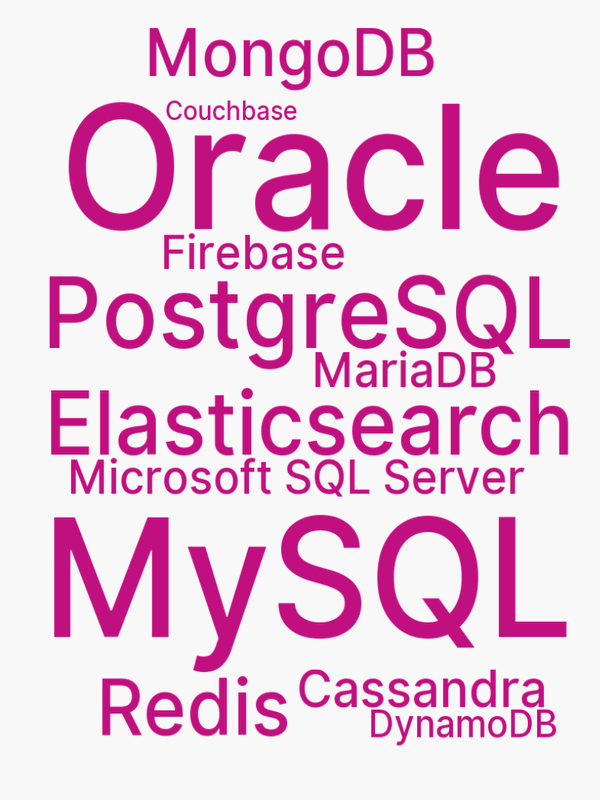 MongoDB
Couchbase
Oracle
Firebase
PostgreSQL
MariaDB
Elasticsearch
Microsoft SQL Server
MySQL
Redis
Cassandra
DynamoDB